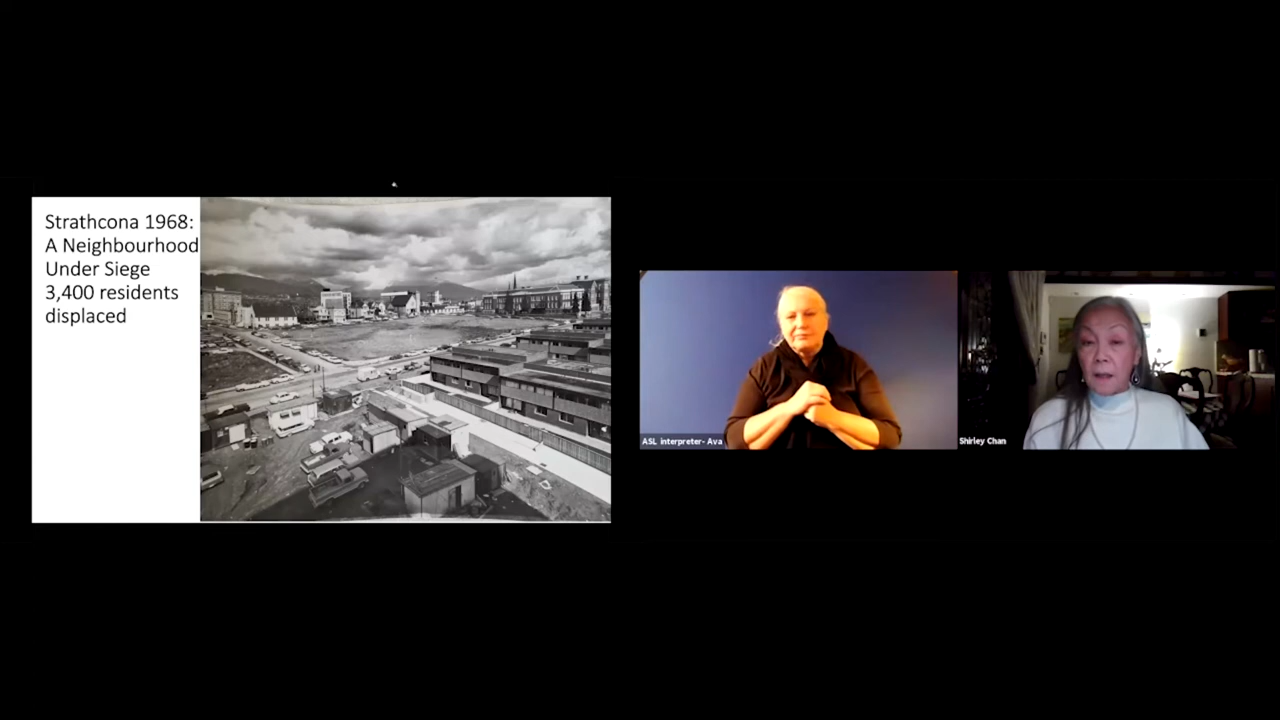 Strathcona 1968:
A Neighbourhood
Under Siege
3,400 residents
displaced
ASL interpreter- Ava
Shirley Chan